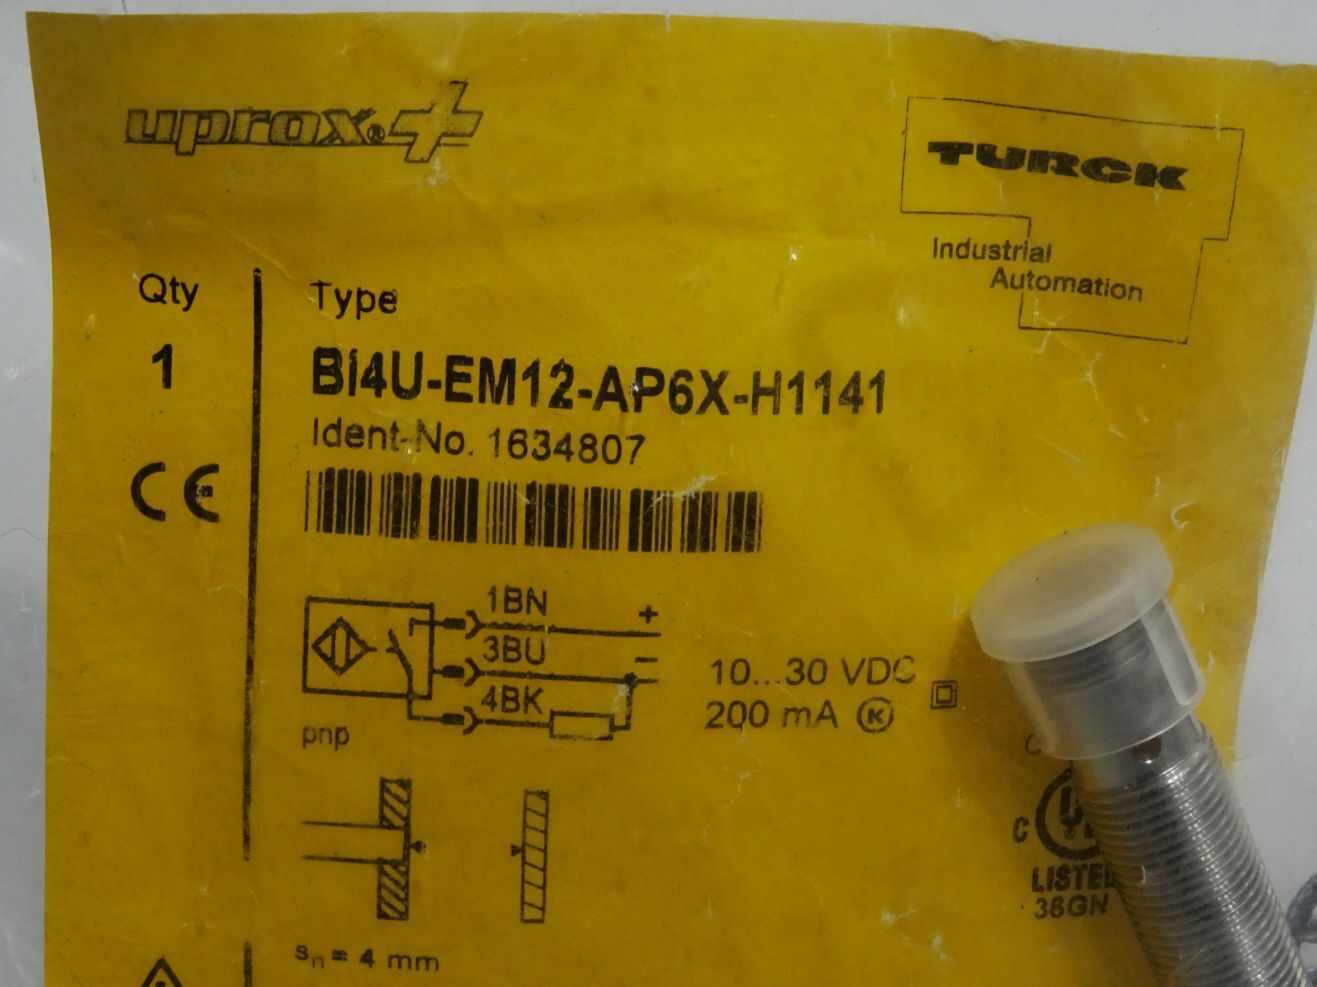 uprox®+
TURCK
Industrial
Automation
Qty
Type
1
Bi4U-EM12-AP6X-H1141
Ident-No. 1634807
CE
1BN
+
3BU
−
4BK
pnp
10...30 VDC
200 mA K
C UL
LISTED
36GN
sn = 4 mm